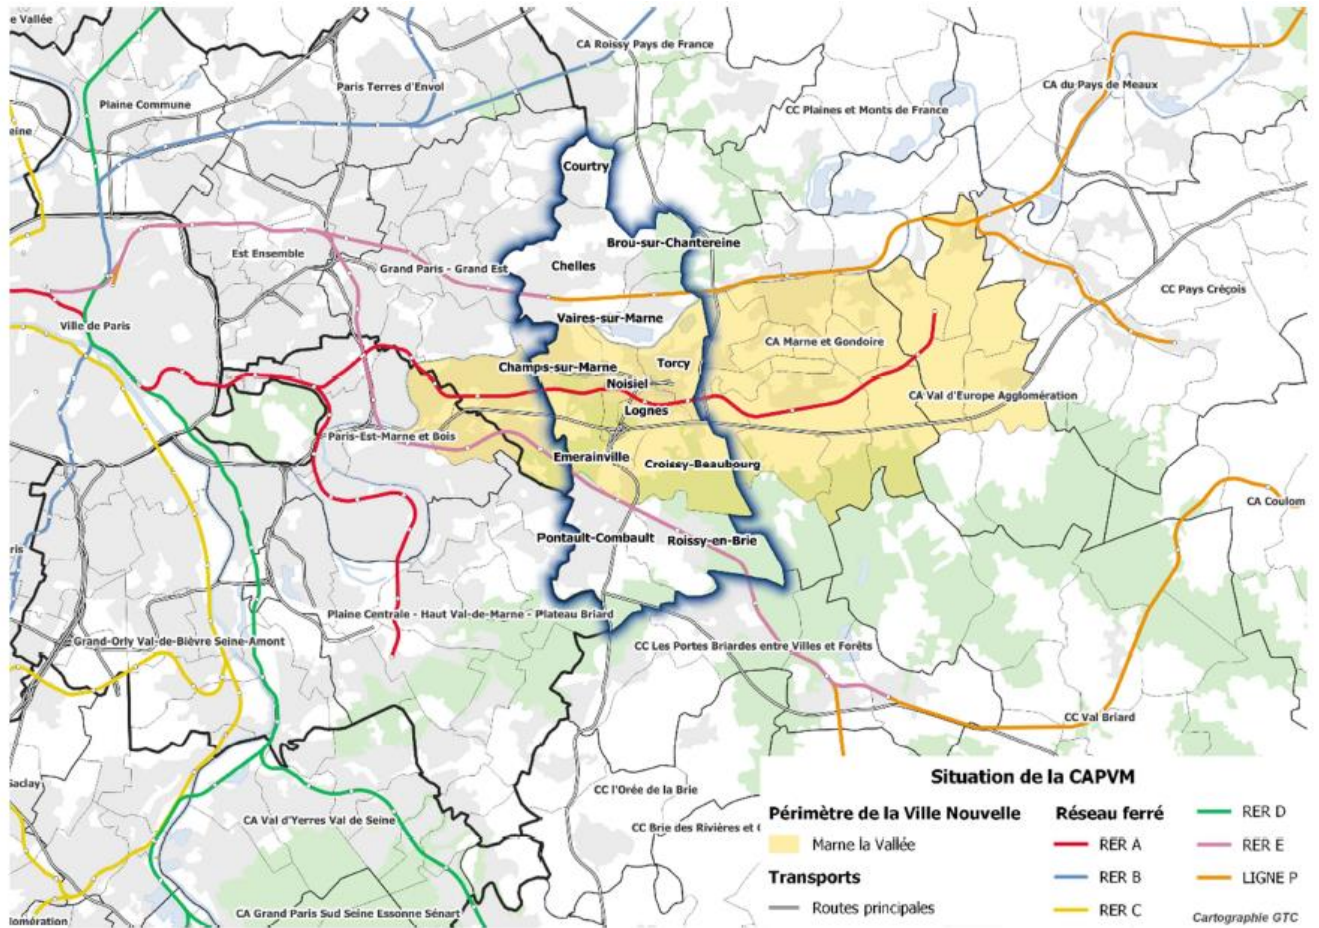 e Vallée
CA Roissy Pays de France
Paris Terres d'Envol
CA du Pays de Meaux
Plaine Commune
CC Plaines et Monts de France
eine
Courtry
Brou-sur-Chantereine
Est Ensemble
Grand Paris - Grand Est
Chelles
CC Pays Créçois
Ville de Paris
Vaires-sur-Marne
CA Marne et Gondoire
Champs-sur-Marne
Torcy
Noisiel
CA Val d'Europe Agglomération
Lognes
Paris-Est-Marne et Bois
Emerainville
Croissy-Beaubourg
CA Coulom
Pontault-Combault
Roissy-en-Brie
ris
Plaine Centrale - Haut Val-de-Marne - Plateau Briard
Grand-Orly Val-de-Bièvre Seine-Amont
CC Les Portes Briardes entre Villes et Forêts
CC Val Briard
Saclay
CC l'Orée de la Brie
CA Val d'Yerres Val de Seine
CC Brie des Rivières et
CA Grand Paris Sud Seine Essonne Sénart
lomération
Situation de la CAPVM
Périmètre de la Ville Nouvelle
Marne la Vallée
Transports
Routes principales
Réseau ferré
RER A
RER B
RER C
RER D
RER E
LIGNE P
Cartographie GTC